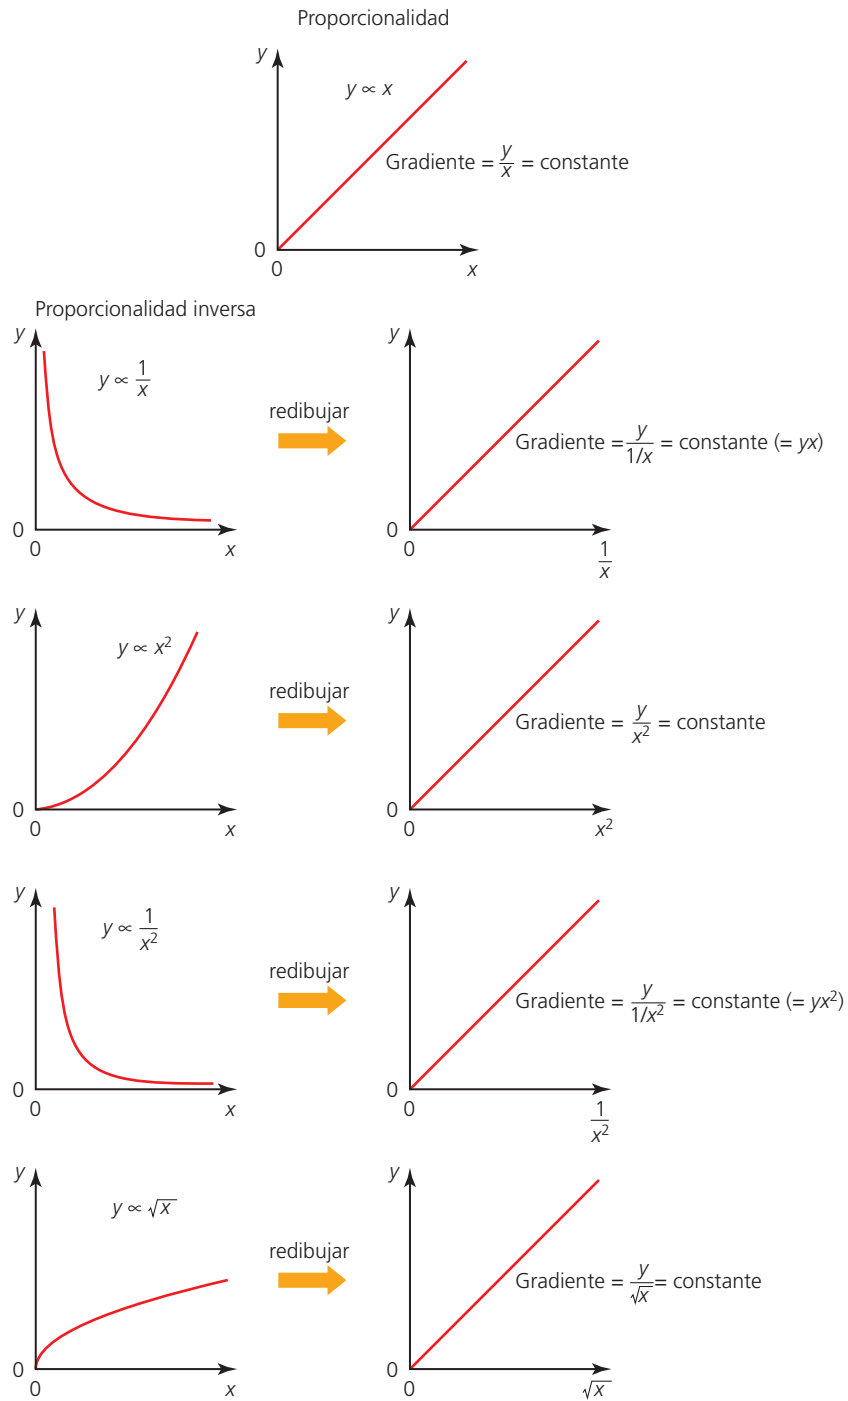 Proporcionalidad
y
y ∝ x
Gradiente = y/x = constante
0
0
x
Proporcionalidad inversa
y
y ∝ 1/x
0
0
x
redibujar
y
Gradiente = y/1/x = constante (= yx)
0
0
1/x
y
y ∝ x²
0
0
x
redibujar
y
Gradiente = y/x² = constante
0
0
x²
y
y ∝ 1/x²
0
0
x
redibujar
y
Gradiente = y/1/x² = constante (= yx²)
0
0
1/x²
y
y ∝ √x
0
0
x
redibujar
y
Gradiente = y/√x = constante
0
0
√x